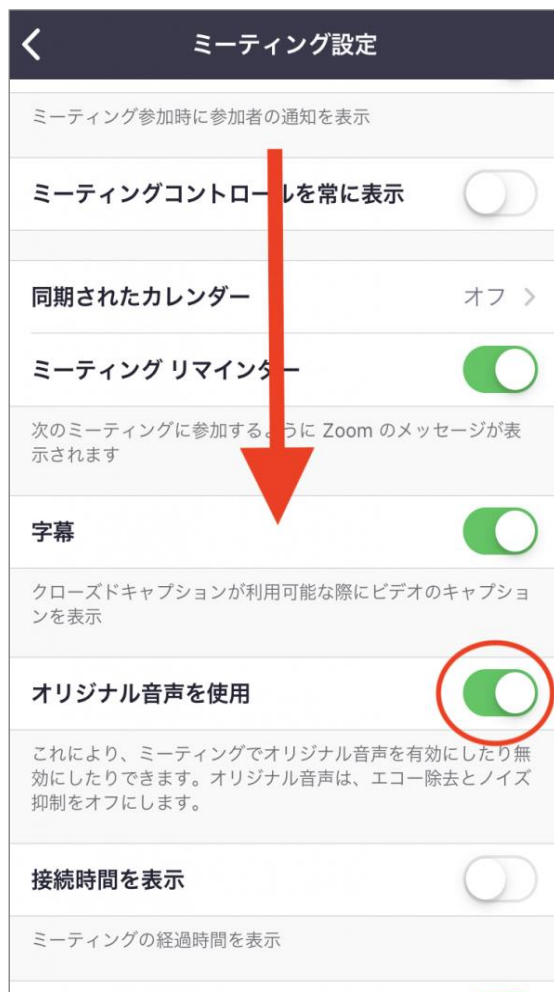 ミーティング設定
ミーティング参加時に参加者の通知を表示
ミーティングコントロールを常に表示
同期されたカレンダー
オフ
ミーティング リマインダー
次のミーティングに参加するように Zoom のメッセージが表
示されます
字幕
クローズドキャプションが利用可能な際にビデオのキャプショ
ンを表示
オリジナル音声を使用
これにより、ミーティングでオリジナル音声を有効にしたり無
効にしたりできます。オリジナル音声は、エコー除去とノイズ
抑制をオフにします。
接続時間を表示
ミーティングの経過時間を表示